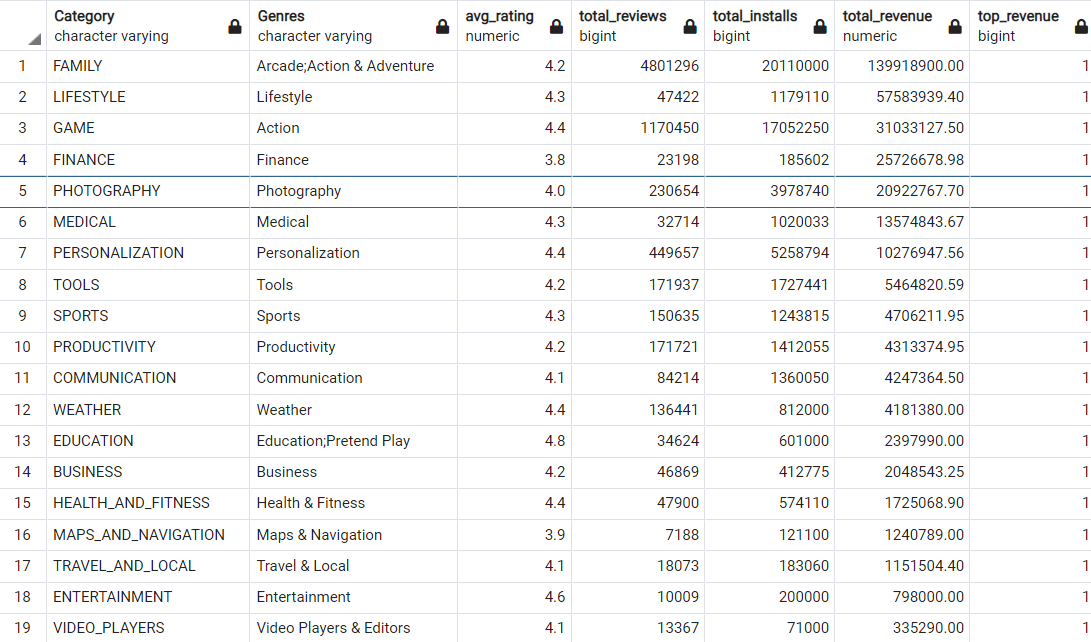 Category Genres avg_rating total_reviews total_installs total_revenue top_revenue
character varying character varying numeric bigint bigint numeric bigint
1 FAMILY Arcade;Action & Adventure 4.2 4801296 20110000 139918900.00 1
2 LIFESTYLE Lifestyle 4.3 47422 1179110 57583939.40 1
3 GAME Action 4.4 1170450 17052250 31033127.50 1
4 FINANCE Finance 3.8 23198 185602 25726678.98 1
5 PHOTOGRAPHY Photography 4.0 230654 3978740 20922767.70 1
6 MEDICAL Medical 4.3 32714 1020033 13574843.67 1
7 PERSONALIZATION Personalization 4.4 449657 5258794 10276947.56 1
8 TOOLS Tools 4.2 171937 1727441 5464820.59 1
9 SPORTS Sports 4.3 150635 1243815 4706211.95 1
10 PRODUCTIVITY Productivity 4.2 171721 1412055 4313374.95 1
11 COMMUNICATION Communication 4.1 84214 1360050 4247364.50 1
12 WEATHER Weather 4.4 136441 812000 4181380.00 1
13 EDUCATION Education;Pretend Play 4.8 34624 601000 2397990.00 1
14 BUSINESS Business 4.2 46869 412775 2048543.25 1
15 HEALTH_AND_FITNESS Health & Fitness 4.4 47900 574110 1725068.90 1
16 MAPS_AND_NAVIGATION Maps & Navigation 3.9 7188 121100 1240789.00 1
17 TRAVEL_AND_LOCAL Travel & Local 4.1 18073 183060 1151504.40 1
18 ENTERTAINMENT Entertainment 4.6 10009 200000 798000.00 1
19 VIDEO_PLAYERS Video Players & Editors 4.1 13367 71000 335290.00 1